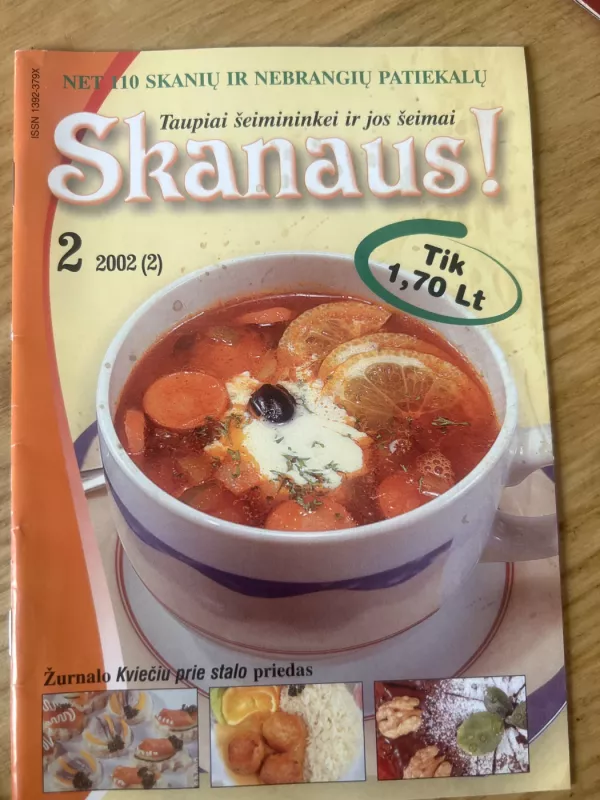 NET 110 SKANIŲ IR NEBRANGIŲ PATIEKALŲ
ISSN 1392-379X
Taupiai šeimininkei ir jos šeimai
Skanaus!
2 2002 (2)
Tik
1,70 Lt
Žurnalo Kviečiu prie stalo priedas